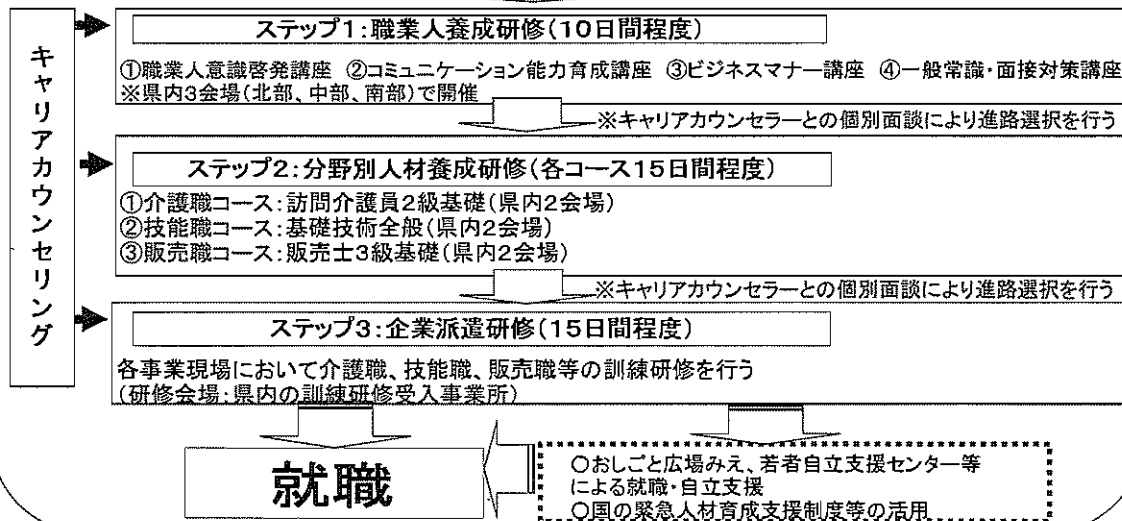 キャリアカウンセリング
ステップ1:職業人養成研修(10日間程度)
①職業人意識啓発講座 ②コミュニケーション能力育成講座 ③ビジネスマナー講座 ④一般常識・面接対策講座
※県内3会場(北部、中部、南部)で開催
※キャリアカウンセラーとの個別面談により進路選択を行う
ステップ2:分野別人材養成研修(各コース15日間程度)
①介護職コース:訪問介護員2級基礎(県内2会場)
②技能職コース:基礎技術全般(県内2会場)
③販売職コース:販売士3級基礎(県内2会場)
※キャリアカウンセラーとの個別面談により進路選択を行う
ステップ3:企業派遣研修(15日間程度)
各事業現場において介護職、技能職、販売職等の訓練研修を行う
(研修会場:県内の訓練研修受入事業所)
就職
○おしごと広場みえ、若者自立支援センター等
による就職・自立支援
○国の緊急人材育成支援制度等の活用